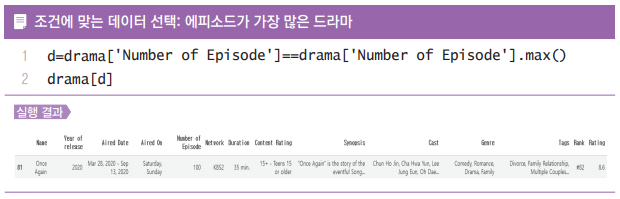 조건에 맞는 데이터 선택: 에피소드가 가장 많은 드라마
1 d=drama['Number of Episode']==drama['Number of Episode'].max()
2 drama[d]
실행 결과
Name Year of release Aired Date Aired On Number of Episode Network Duration Content Rating Synopsis Cast Genre Tags Rank Rating
81 Once Again 2020 Mar 28, 2020 - Sep 13, 2020 Saturday, Sunday 100 KBS2 35 min. 15+ - Teens 15 or older "Once Again" is the story of the eventful Song... Chun Ho Jin, Cha Hwa Yun, Lee Jung Eun, Oh Dae... Comedy, Romance, Drama, Family Divorce, Family Relationship, Multiple Couples... #82 8.6